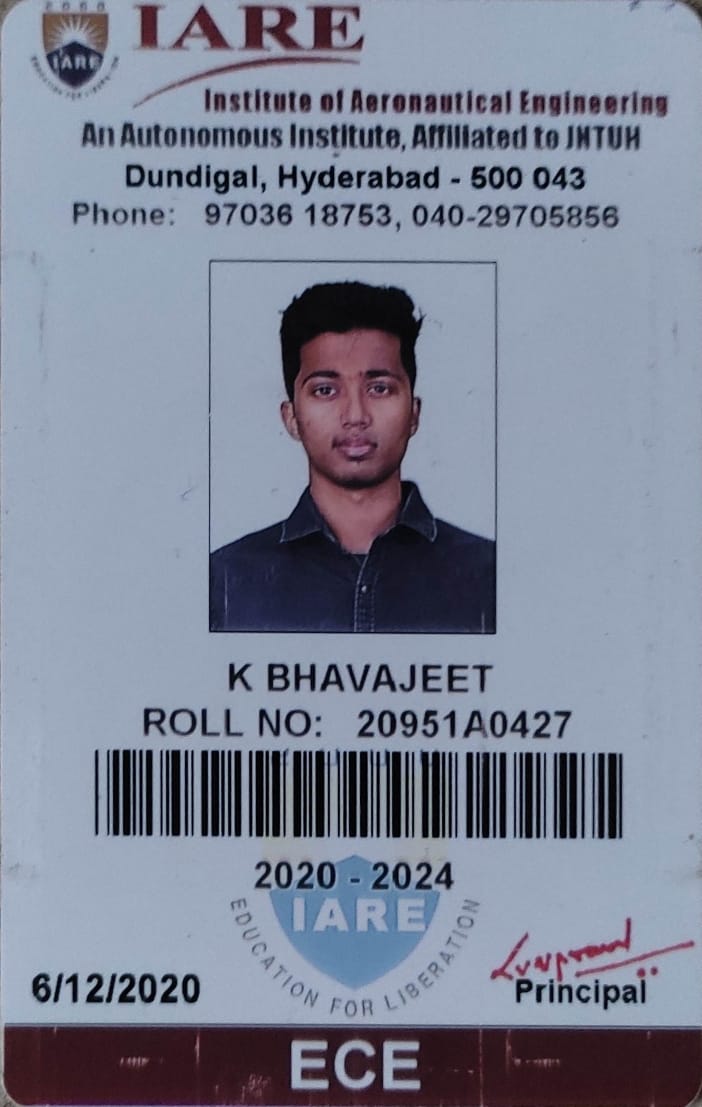 2000
IARE
IARE
EDUCATION FOR LIBERATION
Institute of Aeronautical Engineering
An Autonomous Institute, Affiliated to JNTUH
Dundigal, Hyderabad - 500 043
Phone: 97036 18753, 040-29705856
K BHAVAJEET
ROLL NO: 20951A0427
2020 - 2024
IARE
EDUCATION FOR LIBERATION
6/12/2020
Principal
ECE